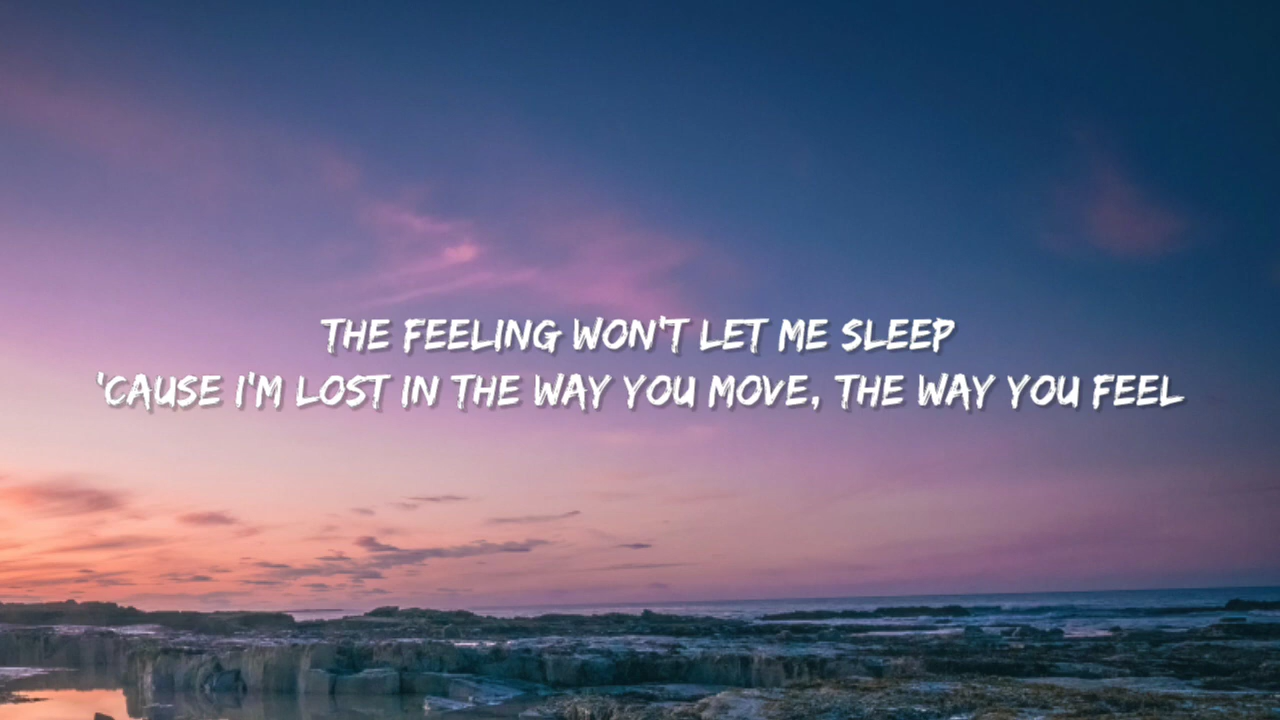 THE FEELING WON'T LET ME SLEEP
'CAUSE I'M LOST IN THE WAY YOU MOVE, THE WAY YOU FEEL